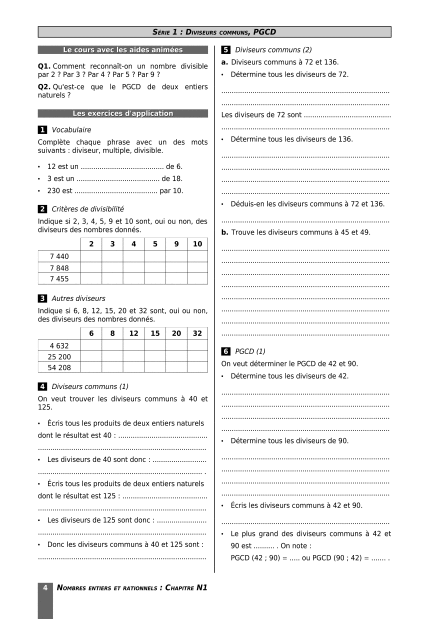 SÉRIE 1 : DIVISEURS COMMUNS, PGCD
Le cours avec les aides animées
Q1. Comment reconnaît-on un nombre divisible
par 2 ? Par 3 ? Par 4 ? Par 5 ? Par 9 ?
Q2. Qu'est-ce que le PGCD de deux entiers
naturels ?
Les exercices d'application
1 Vocabulaire
Complète chaque phrase avec un des mots
suivants : diviseur, multiple, divisible.
• 12 est un ........................................ de 6.
• 3 est un ........................................ de 18.
• 230 est ........................................ par 10.
2 Critères de divisibilité
Indique si 2, 3, 4, 5, 9 et 10 sont, oui ou non, des
diviseurs des nombres donnés.
2 3 4 5 9 10
7 440
7 848
7 455
3 Autres diviseurs
Indique si 6, 8, 12, 15, 20 et 32 sont, oui ou non,
des diviseurs des nombres donnés.
6 8 12 15 20 32
4 632
25 200
54 208
4 Diviseurs communs (1)
On veut trouver les diviseurs communs à 40 et
125.
• Écris tous les produits de deux entiers naturels
dont le résultat est 40 : ...........................................
................................................................................
• Les diviseurs de 40 sont donc : ..........................
............................................................................... .
• Écris tous les produits de deux entiers naturels
dont le résultat est 125 : .........................................
................................................................................
• Les diviseurs de 125 sont donc : ........................
................................................................................
• Donc les diviseurs communs à 40 et 125 sont :
................................................................................
5 Diviseurs communs (2)
a. Diviseurs communs à 72 et 136.
• Détermine tous les diviseurs de 72.
................................................................................
................................................................................
Les diviseurs de 72 sont ..........................................
• Détermine tous les diviseurs de 136.
................................................................................
................................................................................
................................................................................
................................................................................
• Déduis-en les diviseurs communs à 72 et 136.
................................................................................
b. Trouve les diviseurs communs à 45 et 49.
................................................................................
................................................................................
................................................................................
................................................................................
................................................................................
................................................................................
................................................................................
................................................................................
6 PGCD (1)
On veut déterminer le PGCD de 42 et 90.
• Détermine tous les diviseurs de 42.
................................................................................
................................................................................
................................................................................
................................................................................
• Détermine tous les diviseurs de 90.
................................................................................
................................................................................
................................................................................
................................................................................
• Écris les diviseurs communs à 42 et 90.
................................................................................
• Le plus grand des diviseurs communs à 42 et
90 est .......... . On note :
PGCD (42 ; 90) = ..... ou PGCD (90 ; 42) = ....... .
4 NOMBRES ENTIERS ET RATIONNELS : CHAPITRE N1